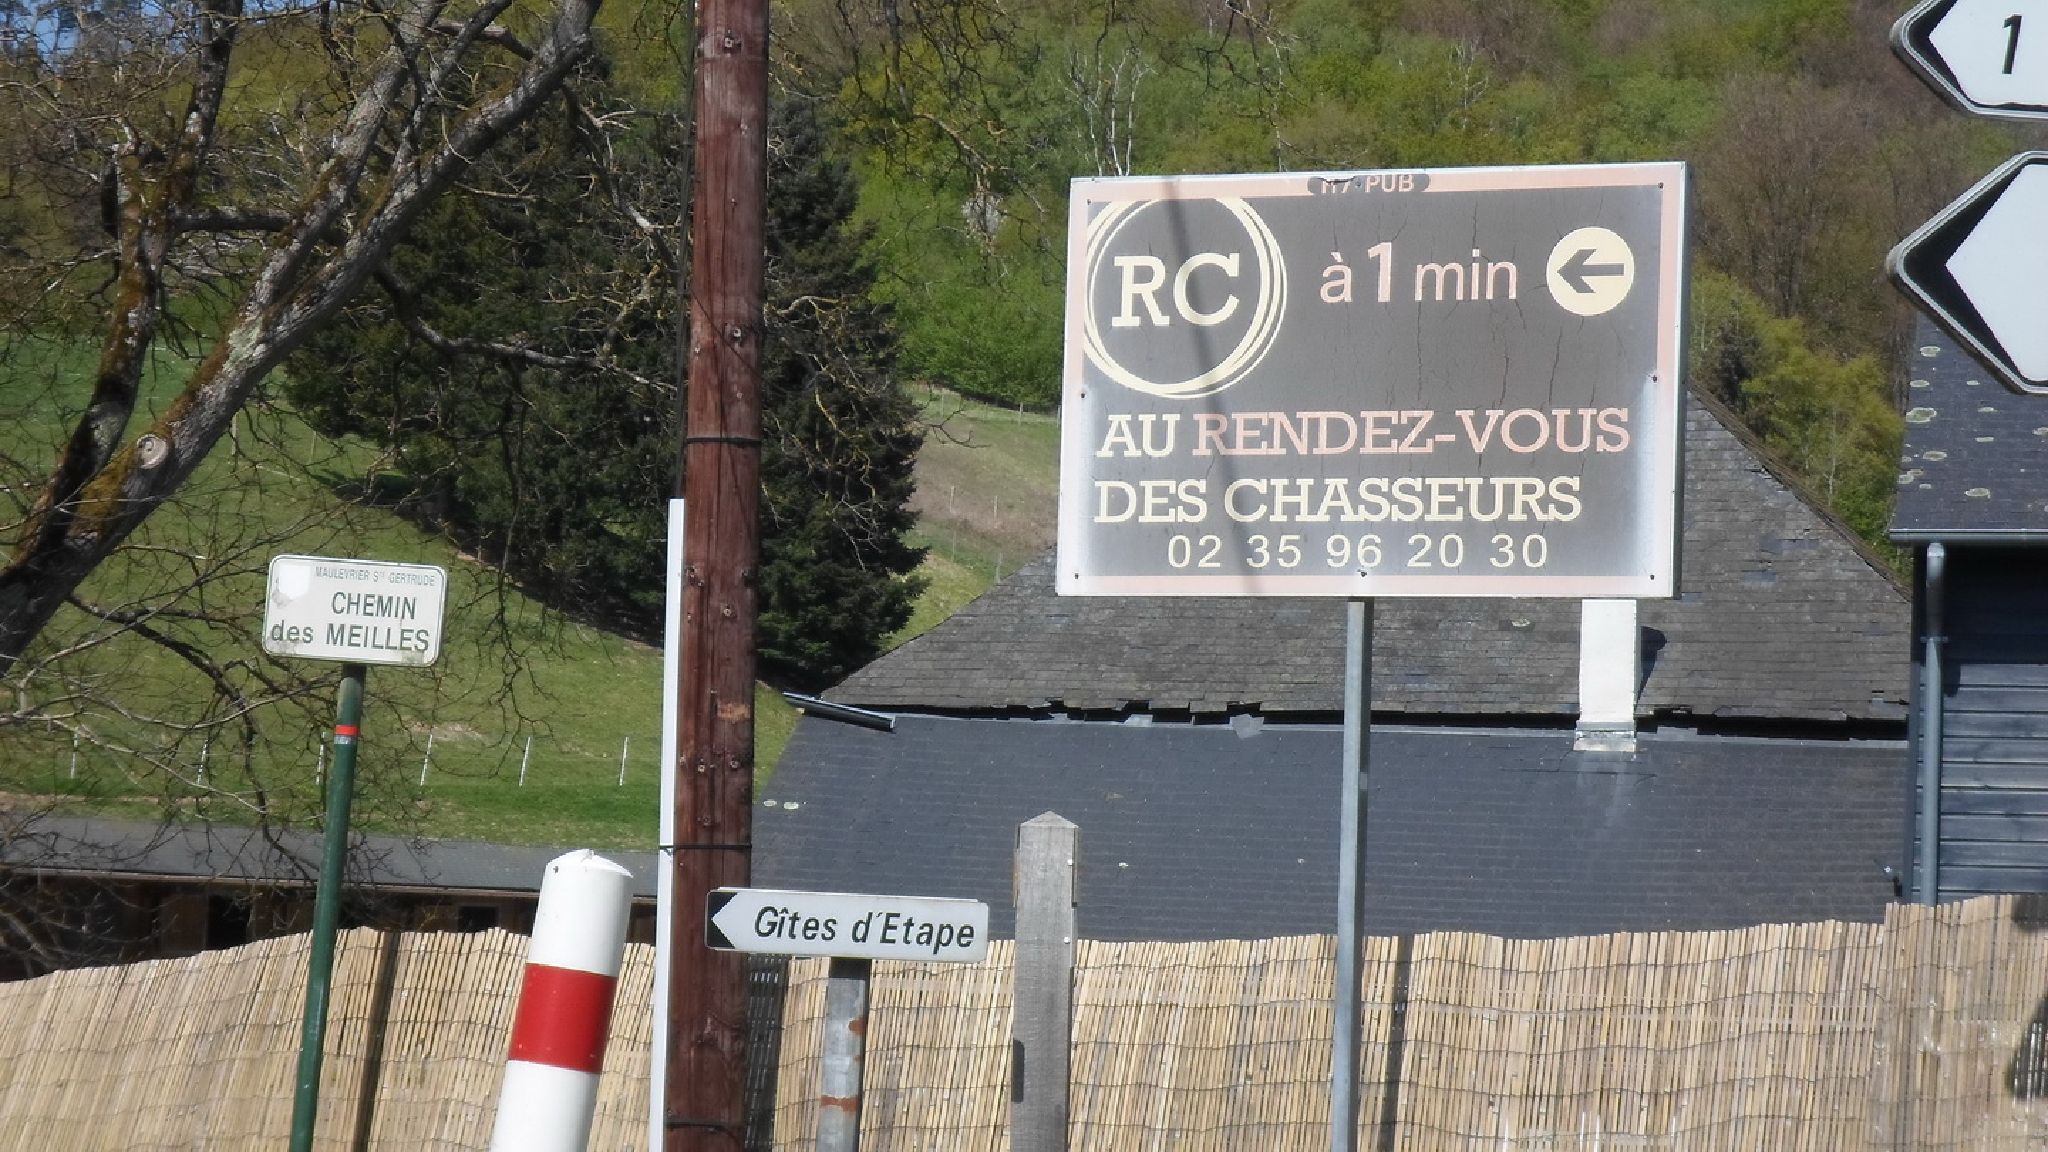 1
H7 PUB
RC
à 1 min
AU RENDEZ-VOUS
DES CHASSEURS
02 35 96 20 30
MAULEVRIER STE GERTRUDE
CHEMIN
des MEILLES
Gîtes d'Etape